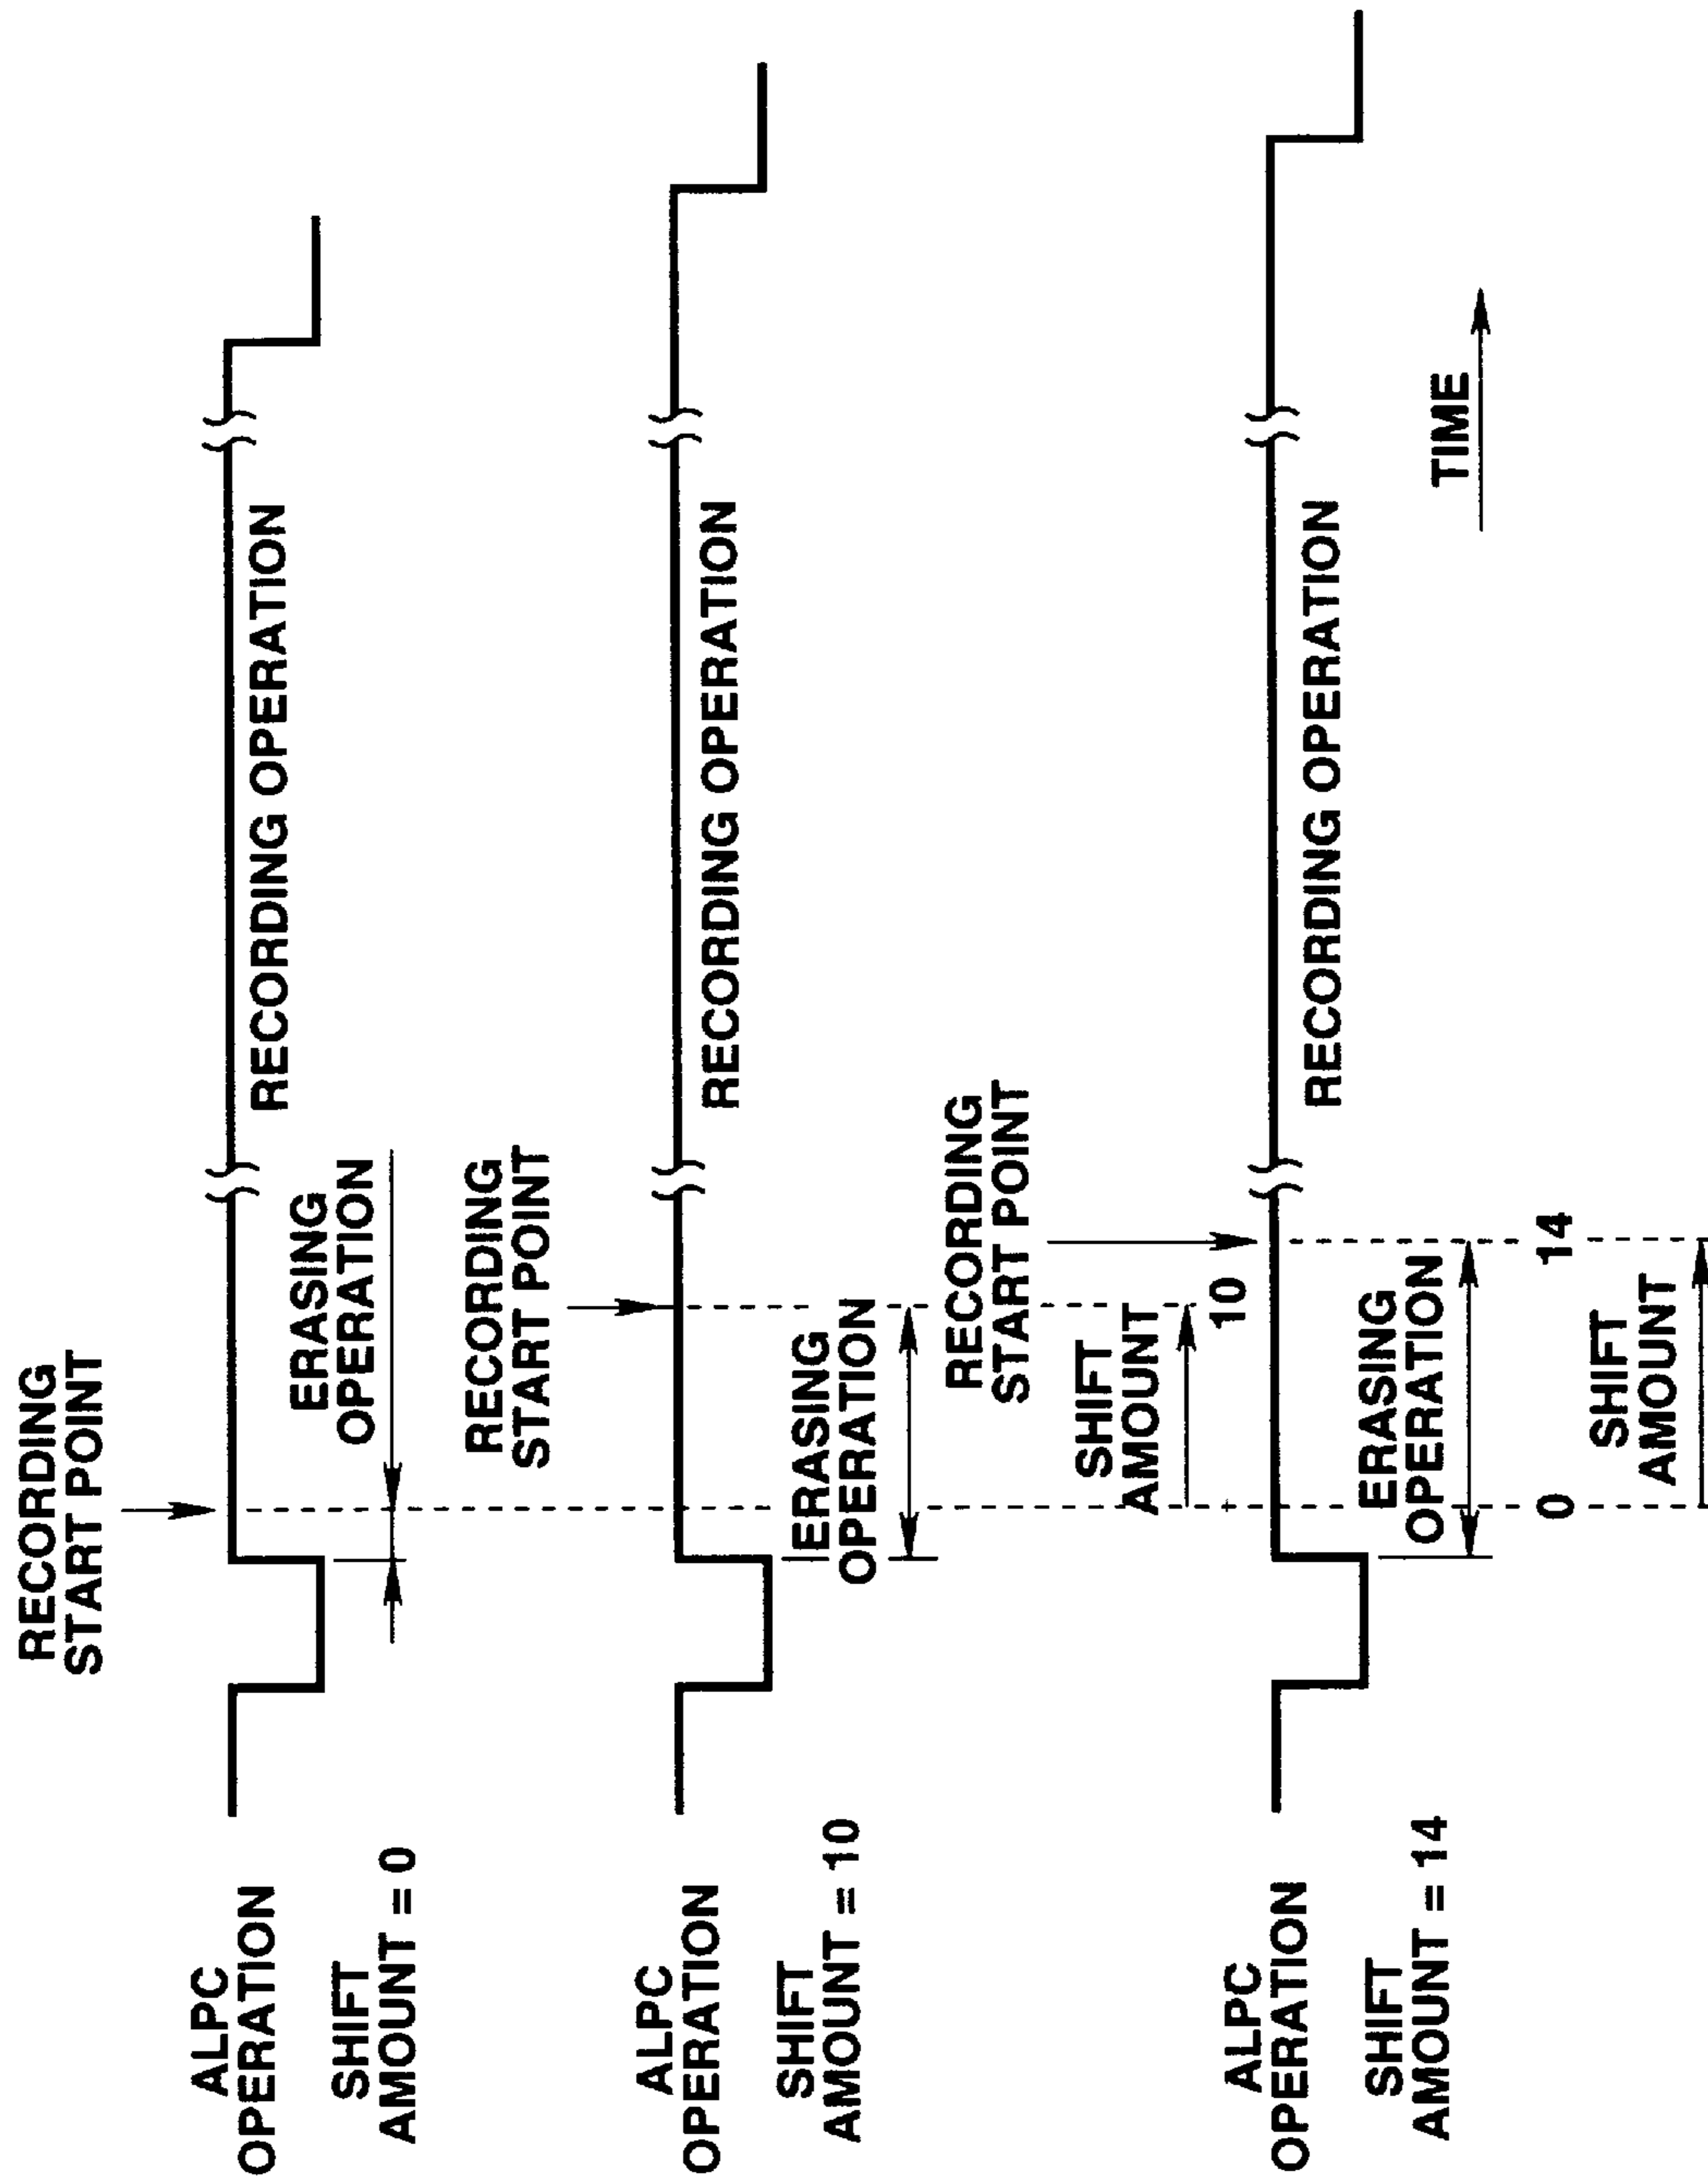 RECORDING
START POINT
ALPC
OPERATION
RECORDING OPERATION
SHIFT
AMOUNT = 0
ERASING
OPERATION
RECORDING
START POINT
ALPC
OPERATION
RECORDING OPERATION
SHIFT
AMOUNT = 10
ERASING
OPERATION
RECORDING
START POINT
SHIFT
AMOUNT
10
ALPC
OPERATION
RECORDING OPERATION
SHIFT
AMOUNT = 14
ERASING
OPERATION
TIME
0
14
SHIFT
AMOUNT